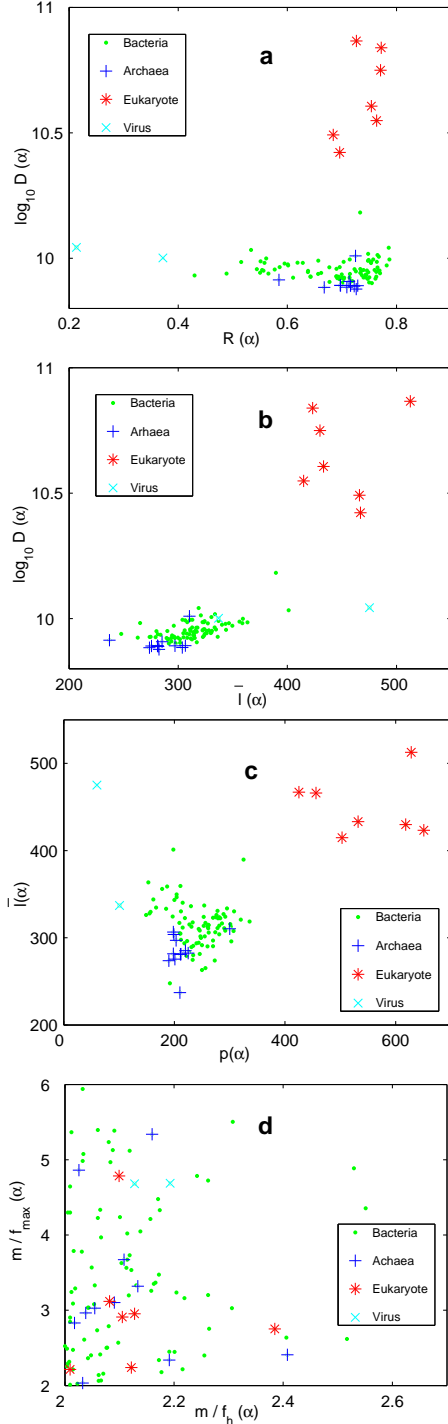 11
10.5
10
0.2
0.4
0.6
0.8
log10 D (α)
R (α)
a
Bacteria
Archaea
Eukaryote
Virus
11
10.5
10
200
300
400
500
log10 D (α)
l (α)
b
Bacteria
Arhaea
Eukaryote
Virus
500
400
300
200
0
200
400
600
l(α)
p(α)
c
Bacteria
Archaea
Eukaryote
Virus
6
5
4
3
2
2
2.2
2.4
2.6
m / fmax (α)
m / fh (α)
d
Bacteria
Achaea
Eukaryote
Virus